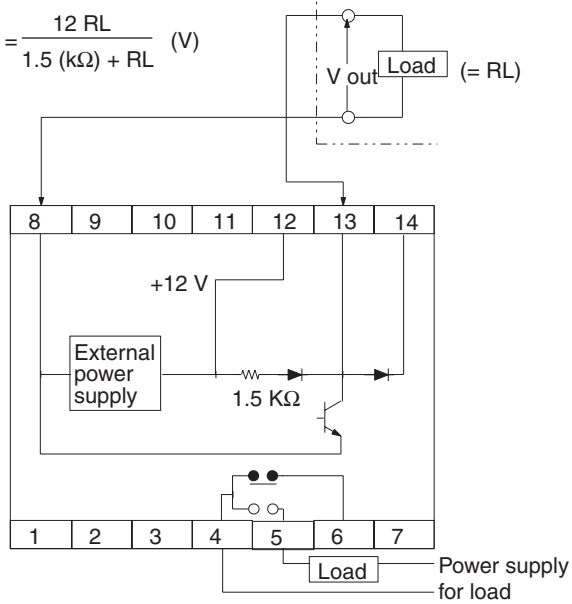 = 12 RL / 1.5 (kΩ) + RL (V)
V out
Load
(= RL)
8 9 10 11 12 13 14
+12 V
External
power
supply
1.5 KΩ
1 2 3 4 5 6 7
Load
Power supply
for load